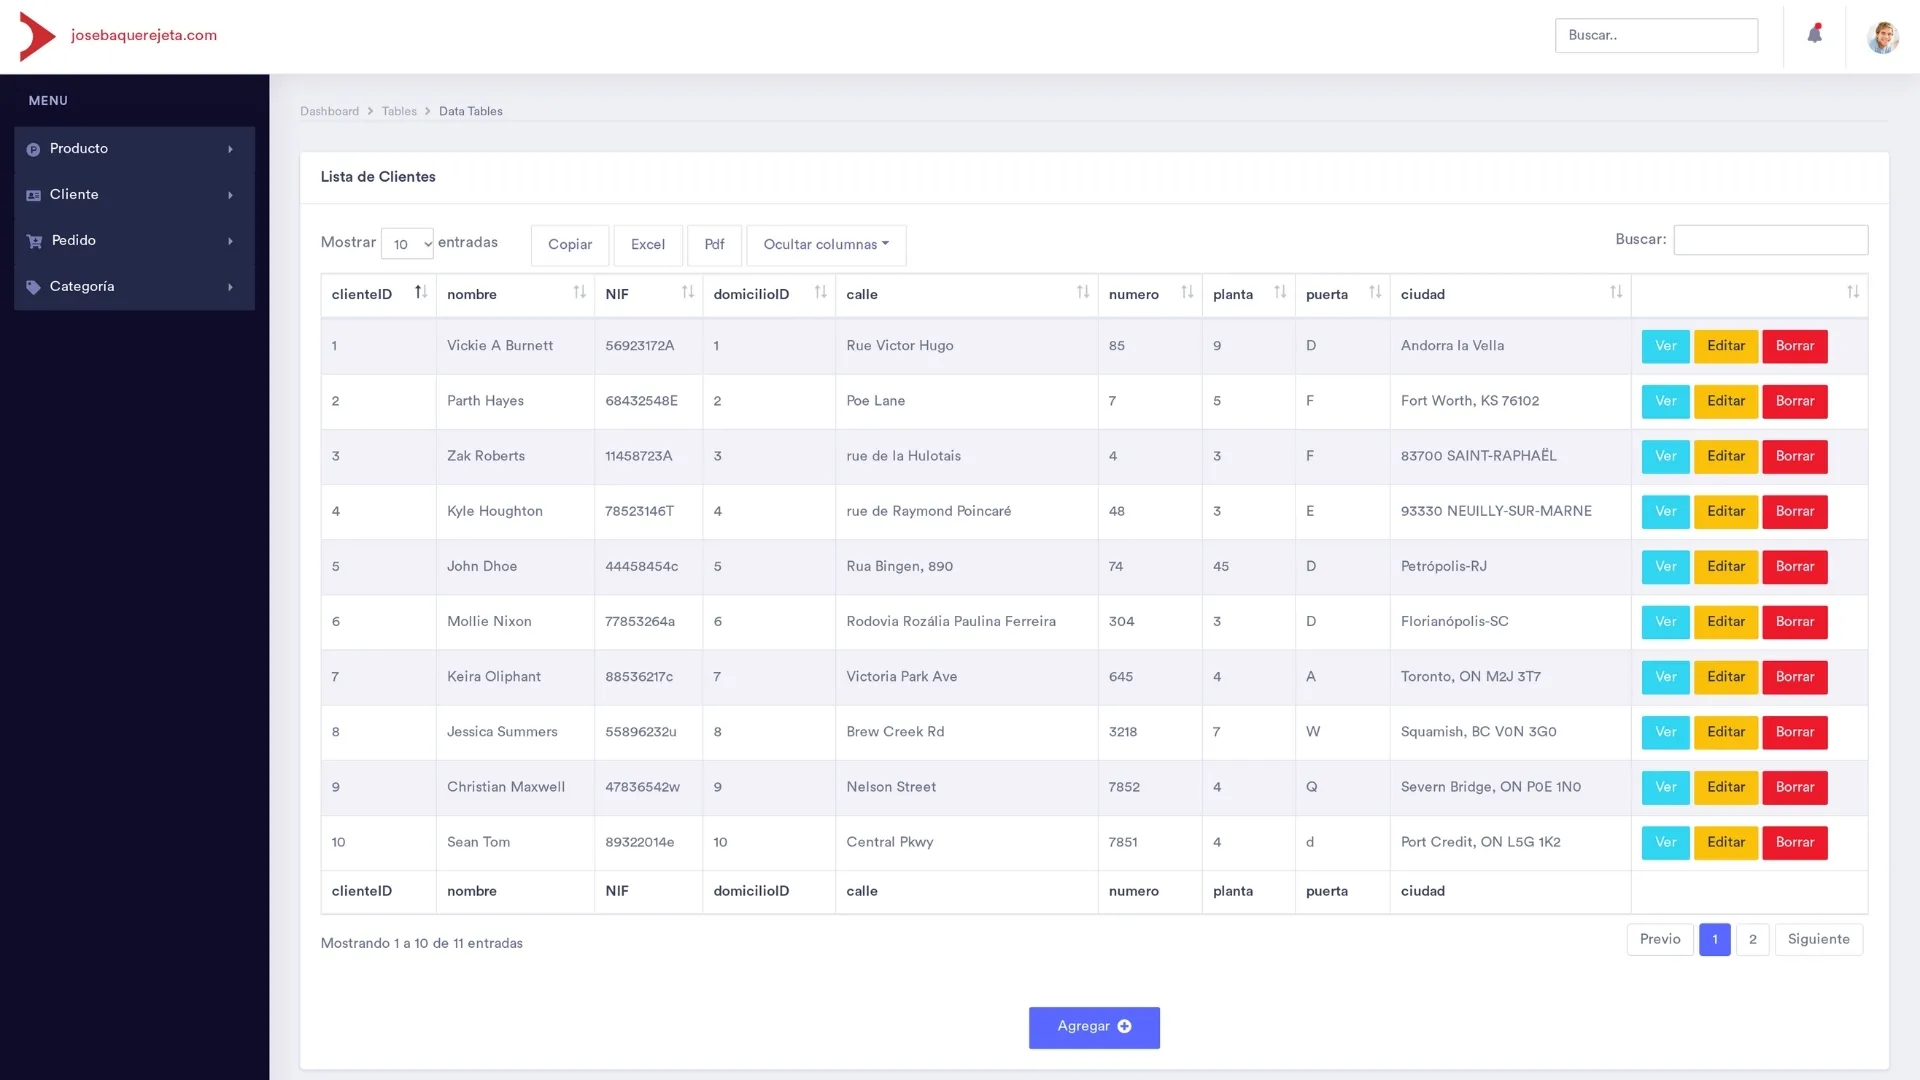 josebaquerejeta.com
Buscar..
MENU
Producto
Cliente
Pedido
Categoría
Dashboard > Tables > Data Tables
Lista de Clientes
Mostrar 10 entradas Copiar Excel Pdf Ocultar columnas Buscar:
clienteID nombre NIF domicilioID calle numero planta puerta ciudad
1 Vickie A Burnett 56923172A 1 Rue Victor Hugo 85 9 D Andorra la Vella Ver Editar Borrar
2 Parth Hayes 68432548E 2 Poe Lane 7 5 F Fort Worth, KS 76102 Ver Editar Borrar
3 Zak Roberts 11458723A 3 rue de la Hulotais 4 3 F 83700 SAINT-RAPHAËL Ver Editar Borrar
4 Kyle Houghton 78523146T 4 rue de Raymond Poincaré 48 3 E 93330 NEUILLY-SUR-MARNE Ver Editar Borrar
5 John Dhoe 44458454c 5 Rua Bingen, 890 74 45 D Petrópolis-RJ Ver Editar Borrar
6 Mollie Nixon 77853264a 6 Rodovia Rozália Paulina Ferreira 304 3 D Florianópolis-SC Ver Editar Borrar
7 Keira Oliphant 88536217c 7 Victoria Park Ave 645 4 A Toronto, ON M2J 3T7 Ver Editar Borrar
8 Jessica Summers 55896232u 8 Brew Creek Rd 3218 7 W Squamish, BC V0N 3G0 Ver Editar Borrar
9 Christian Maxwell 47836542w 9 Nelson Street 7852 4 Q Severn Bridge, ON P0E 1N0 Ver Editar Borrar
10 Sean Tom 89322014e 10 Central Pkwy 7851 4 d Port Credit, ON L5G 1K2 Ver Editar Borrar
clienteID nombre NIF domicilioID calle numero planta puerta ciudad
Mostrando 1 a 10 de 11 entradas
Previo 1 2 Siguiente
Agregar